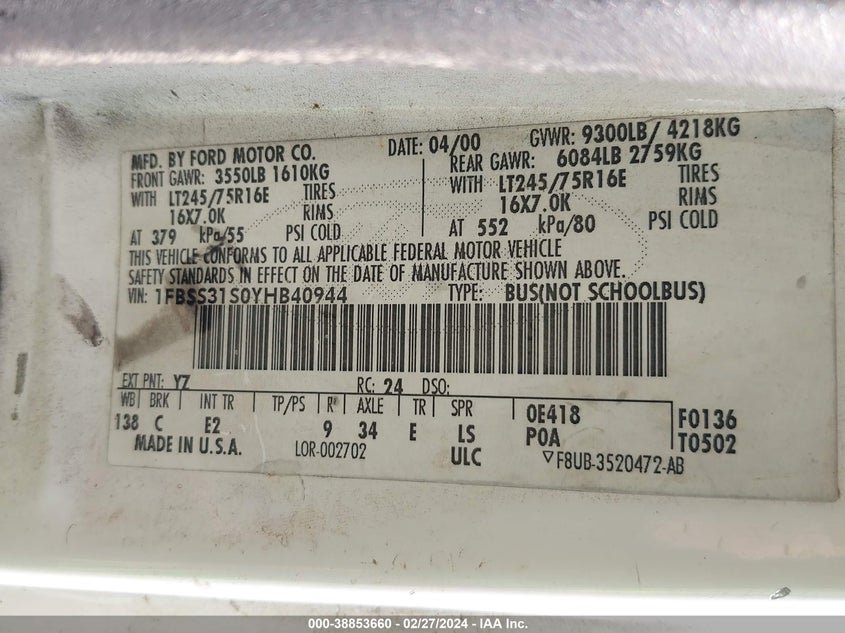 MFD. BY FORD MOTOR CO. DATE: 04/00 GVWR: 9300LB/ 4218KG
FRONT GAWR: 3550LB 1610KG REAR GAWR: 6084LB 2759KG
WITH LT245/75R16E TIRES WITH LT245/75R16E TIRES
16X7.0K RIMS 16X7.0K RIMS
AT 379 kPa/55 PSI COLD AT 552 kPa/80 PSI COLD
THIS VEHICLE CONFORMS TO ALL APPLICABLE FEDERAL MOTOR VEHICLE
SAFETY STANDARDS IN EFFECT ON THE DATE OF MANUFACTURE SHOWN ABOVE.
VIN: 1FBSS31S0YHB40944 TYPE: BUS(NOT SCHOOLBUS)
EXT PNT: YZ RC: 24 DSO:
WB BRK INT TR TP/PS R AXLE TR SPR 0E418 F0136
138 C E2 9 34 E LS P0A T0502
MADE IN U.S.A. LOR-002702 ULC ▽F8UB-3520472-AB
000-38853660 - 02/27/2024 - IAA Inc.